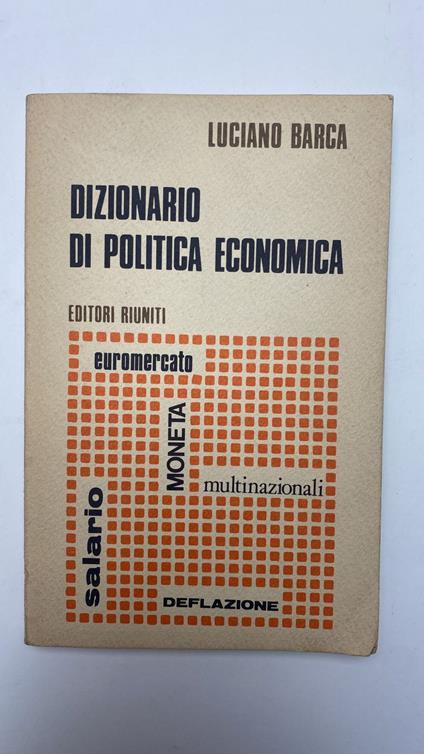 LUCIANO BARCA
DIZIONARIO
DI POLITICA ECONOMICA
EDITORI RIUNITI
euromercato
MONETA
multinazionali
salario
DEFLAZIONE